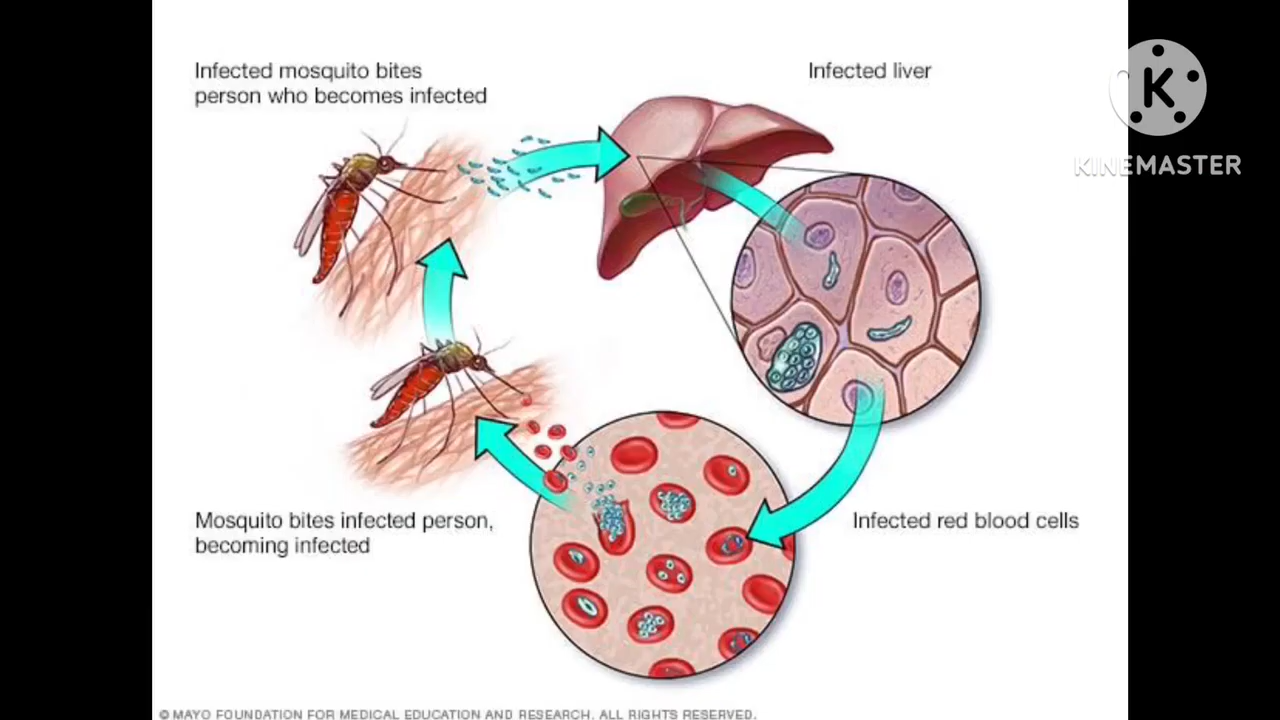 Infected mosquito bites
person who becomes infected
Infected liver
K
KINEMASTER
Mosquito bites infected person,
becoming infected
Infected red blood cells
© MAYO FOUNDATION FOR MEDICAL EDUCATION AND RESEARCH. ALL RIGHTS RESERVED.